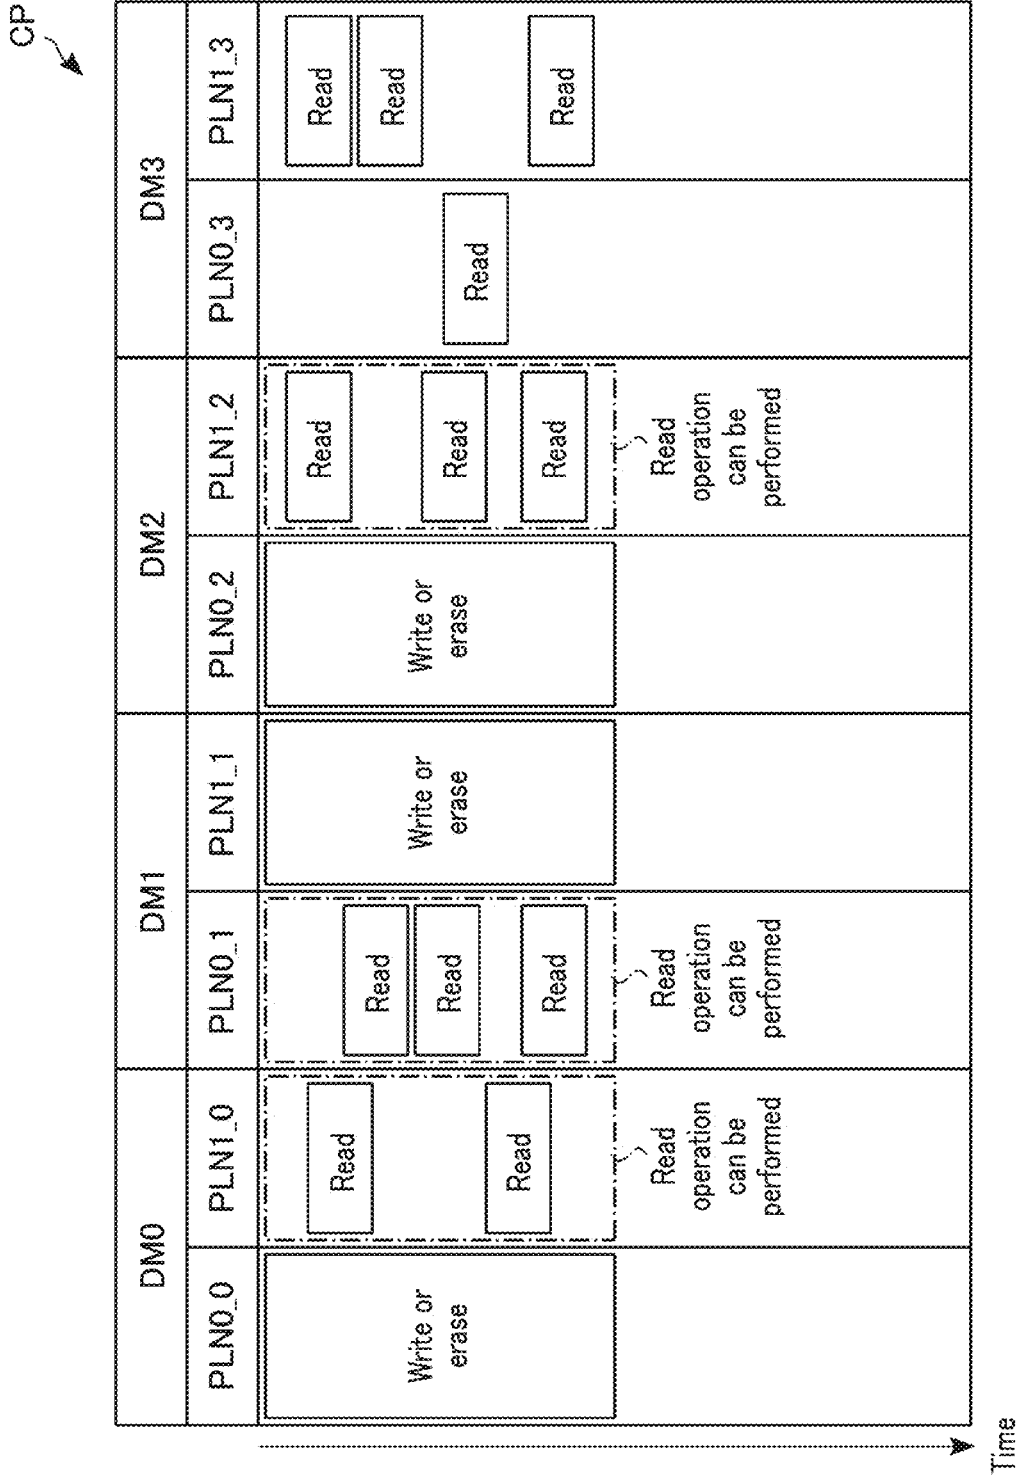 CP
DM0
DM1
DM2
DM3
PLN0_0
PLN1_0
PLN0_1
PLN1_1
PLN0_2
PLN1_2
PLN0_3
PLN1_3
Write or
erase
Read
Read
Read
operation
can be
performed
Read
Read
Read
Read
operation
can be
performed
Write or
erase
Write or
erase
Read
Read
Read
Read
operation
can be
performed
Read
Read
Read
Read
Time